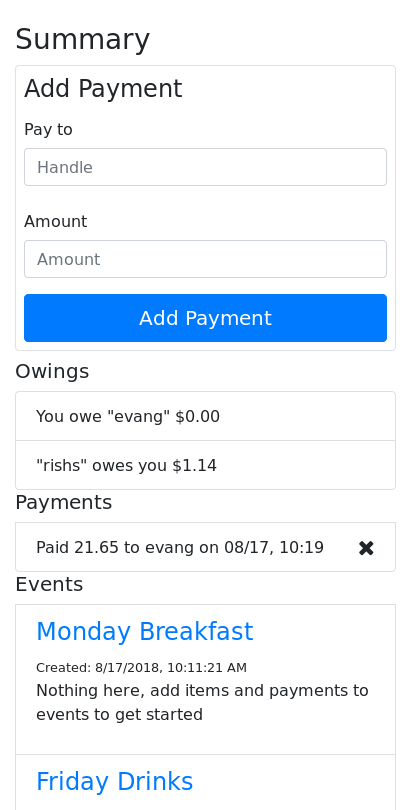 Summary
Add Payment
Pay to
Handle
Amount
Amount
Add Payment
Owings
You owe "evang" $0.00
"rishs" owes you $1.14
Payments
Paid 21.65 to evang on 08/17, 10:19
Events
Monday Breakfast
Created: 8/17/2018, 10:11:21 AM
Nothing here, add items and payments to
events to get started
Friday Drinks